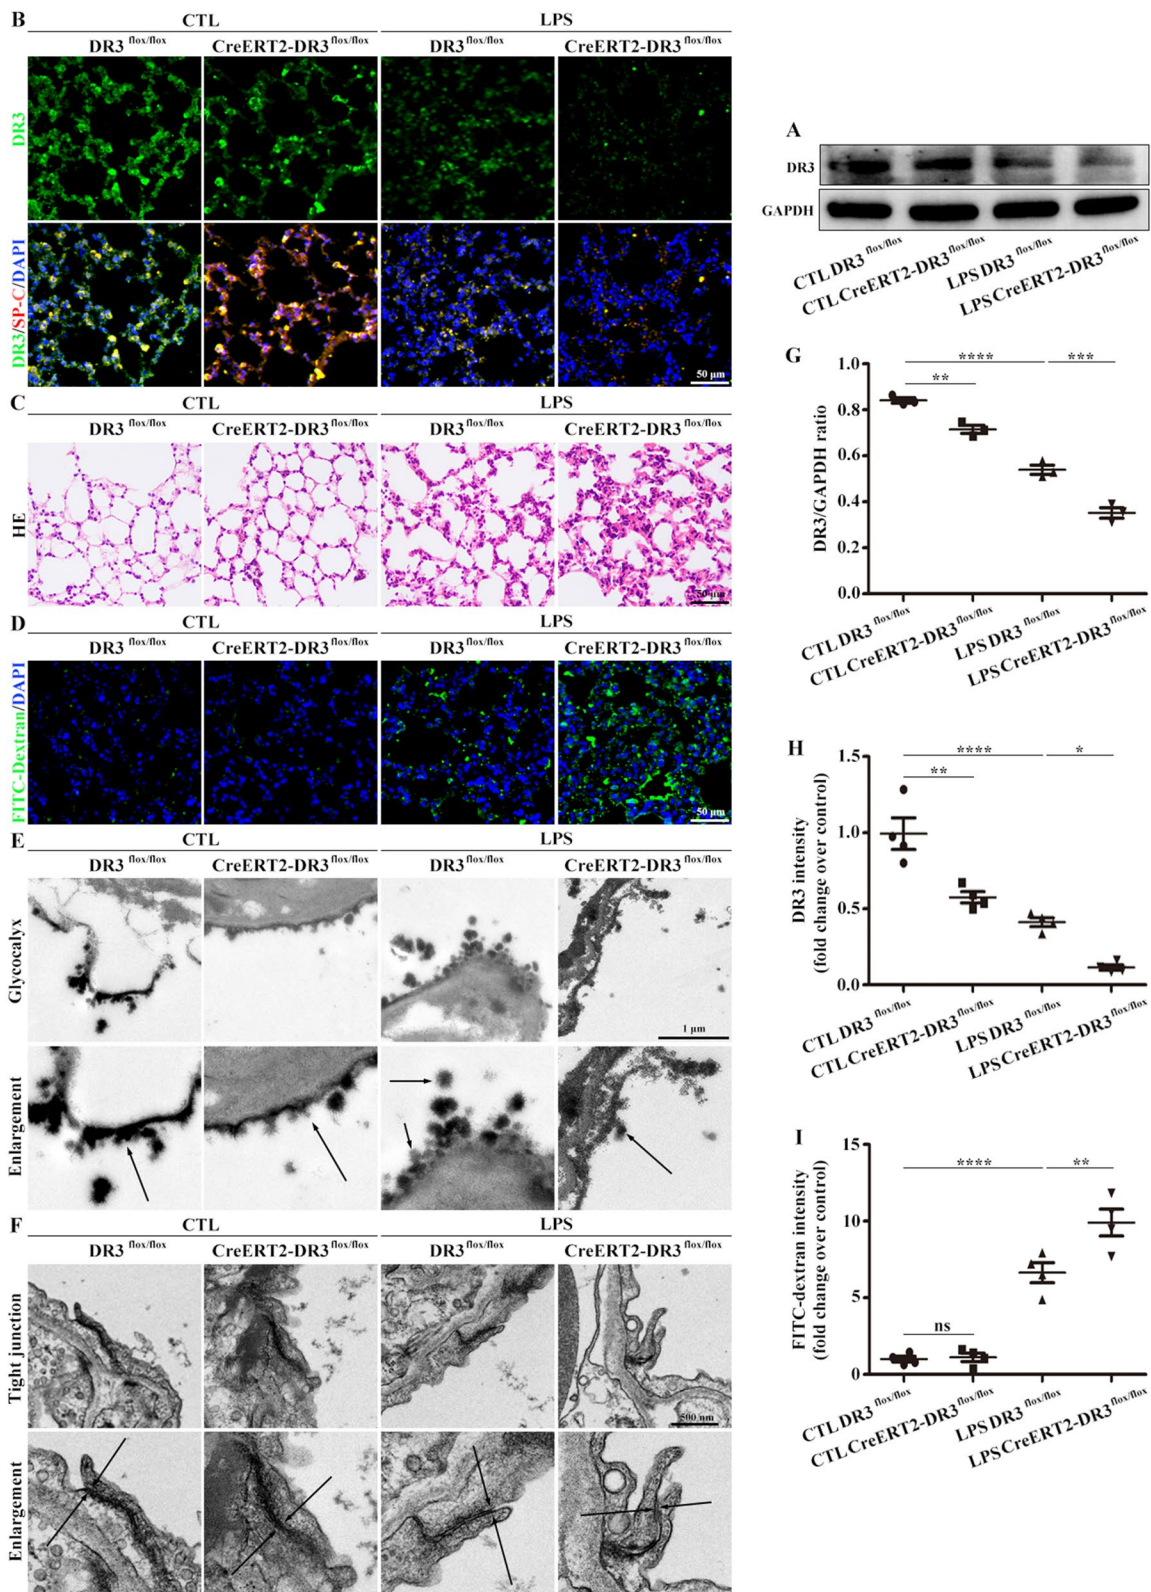 B
CTL
LPS
DR3 flox/flox
CreERT2-DR3 flox/flox
DR3 flox/flox
CreERT2-DR3 flox/flox
DR3
DR3/SP-C/DAPI
50 μm
C
CTL
LPS
DR3 flox/flox
CreERT2-DR3 flox/flox
DR3 flox/flox
CreERT2-DR3 flox/flox
HE
50 μm
D
CTL
LPS
DR3 flox/flox
CreERT2-DR3 flox/flox
DR3 flox/flox
CreERT2-DR3 flox/flox
FITC-Dextran/DAPI
50 μm
E
CTL
LPS
DR3 flox/flox
CreERT2-DR3 flox/flox
DR3 flox/flox
CreERT2-DR3 flox/flox
Glycocalyx
1 μm
Enlargement
F
CTL
LPS
DR3 flox/flox
CreERT2-DR3 flox/flox
DR3 flox/flox
CreERT2-DR3 flox/flox
Tight junction
500 nm
Enlargement
A
DR3
GAPDH
CTL DR3 flox/flox
CTL CreERT2-DR3 flox/flox
LPS DR3 flox/flox
LPS CreERT2-DR3 flox/flox
G
DR3/GAPDH ratio
1.0
0.8
0.6
0.4
0.2
0.0
****
***
**
CTL DR3 flox/flox
CTL CreERT2-DR3 flox/flox
LPS DR3 flox/flox
LPS CreERT2-DR3 flox/flox
H
DR3 intensity
(fold change over control)
1.5
1.0
0.5
0.0
****
*
**
CTL DR3 flox/flox
CTL CreERT2-DR3 flox/flox
LPS DR3 flox/flox
LPS CreERT2-DR3 flox/flox
I
FITC-dextran intensity
(fold change over control)
15
10
5
0
****
**
ns
CTL DR3 flox/flox
CTL CreERT2-DR3 flox/flox
LPS DR3 flox/flox
LPS CreERT2-DR3 flox/flox